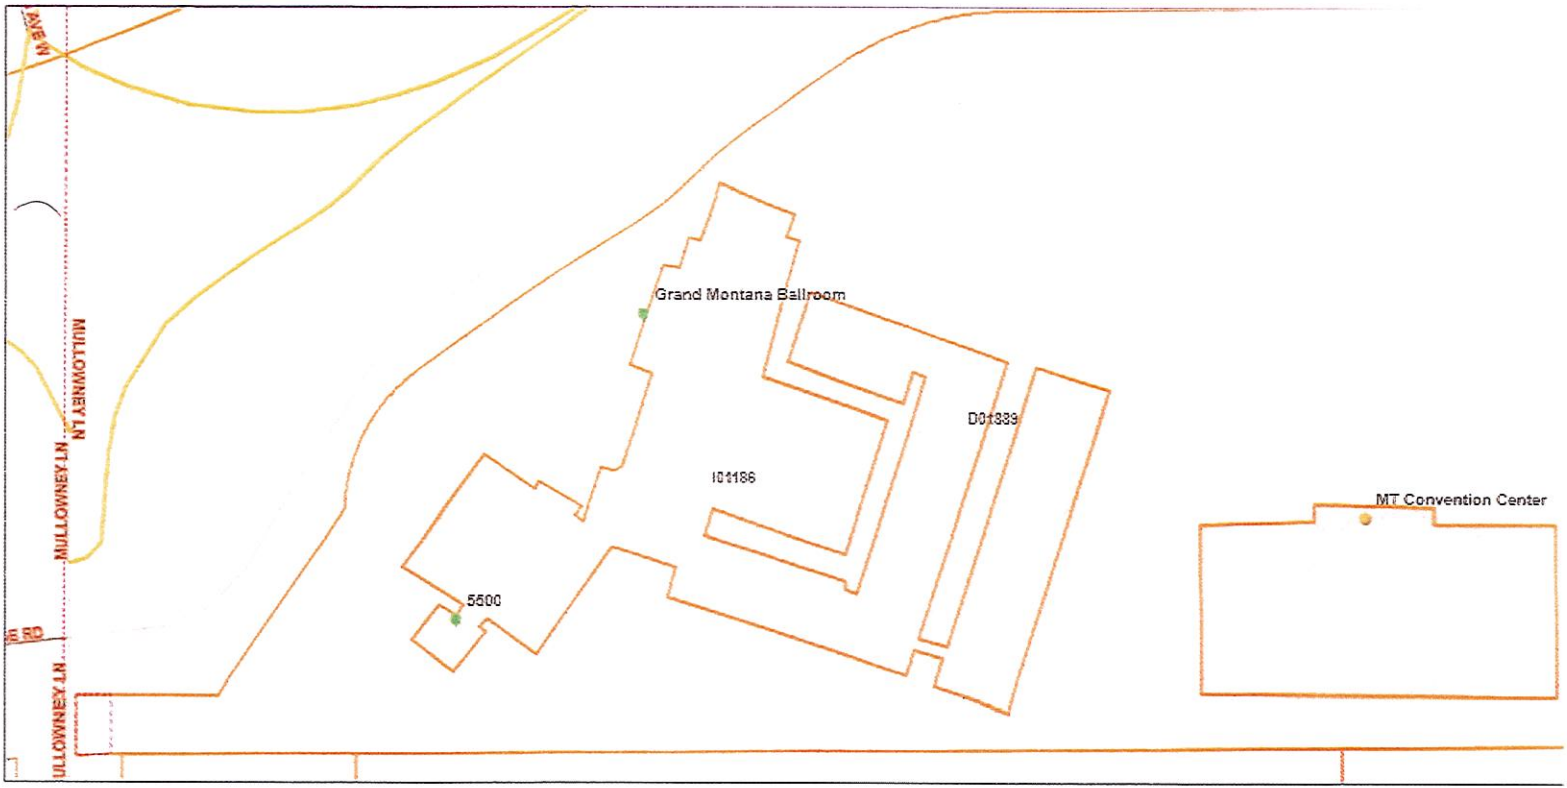 AVE W
Grand Montana Ballroom
MULLOWNEY LN
D01889
I01186
MULLOWNEY LN
MT Convention Center
5500
E RD
ULLOWNEY LN